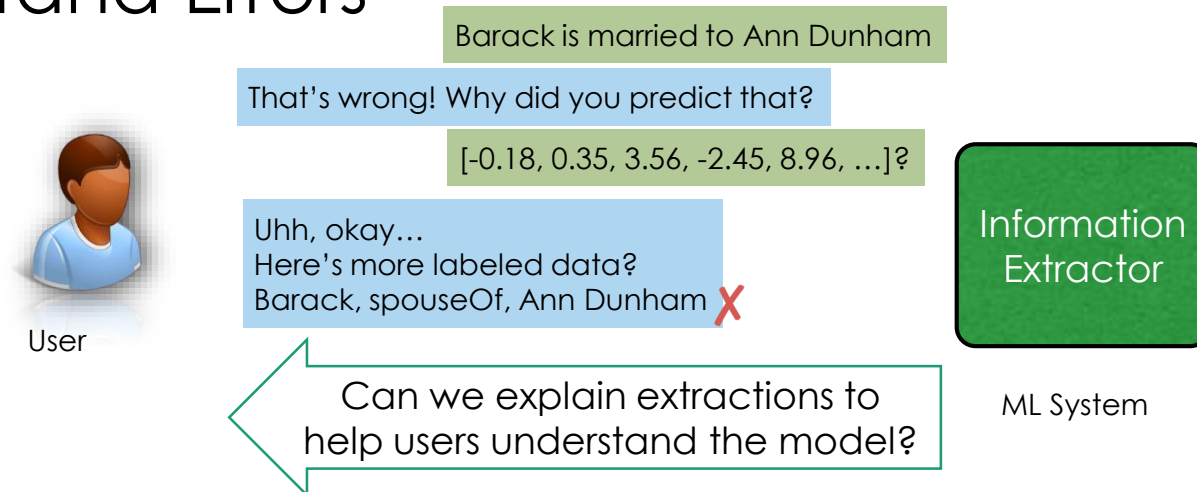 and Errors
Barack is married to Ann Dunham
That's wrong! Why did you predict that?
[-0.18, 0.35, 3.56, -2.45, 8.96, …]?
Uhh, okay…
Here's more labeled data?
Barack, spouseOf, Ann Dunham ✗
User
Information
Extractor
ML System
Can we explain extractions to
help users understand the model?